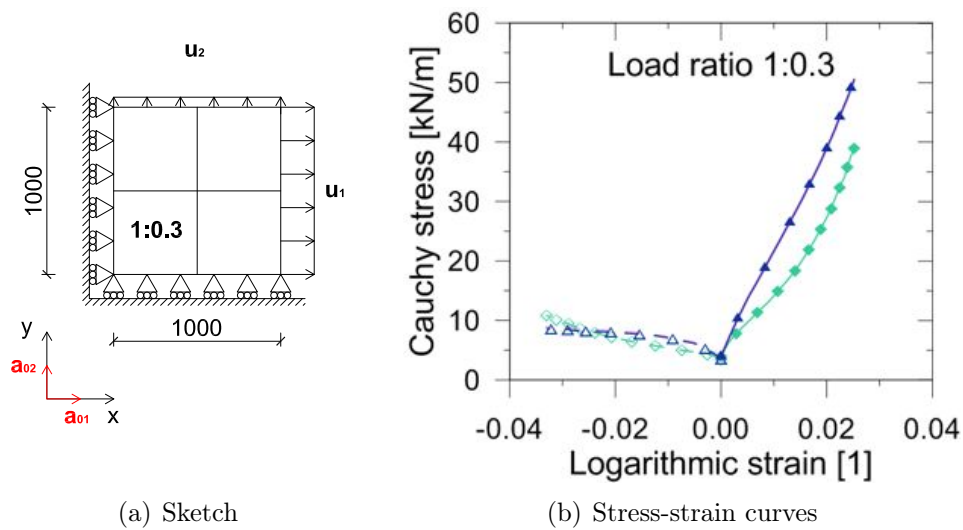 u₂
1000
u₁
1:0.3
1000
y
a₀₂
a₀₁
x
(a) Sketch
Load ratio 1:0.3
Cauchy stress [kN/m]
60
50
40
30
20
10
0
-0.04
-0.02
0.00
0.02
0.04
Logarithmic strain [1]
(b) Stress-strain curves